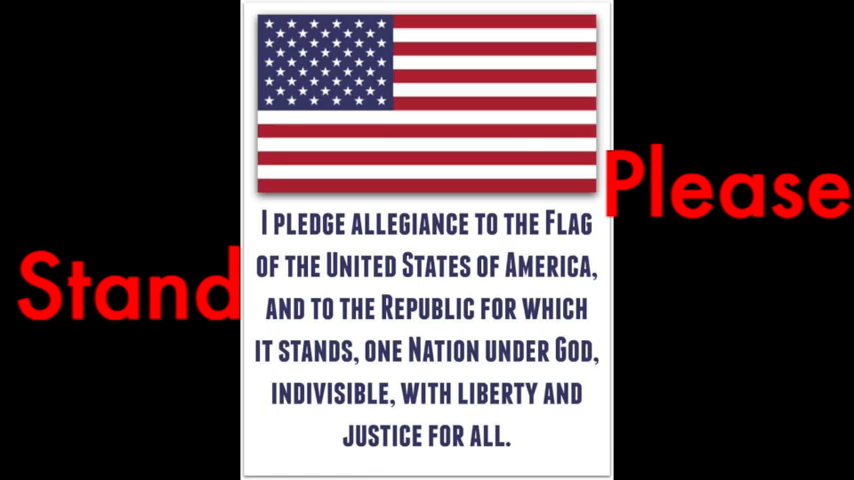 Please
Stand
I PLEDGE ALLEGIANCE TO THE FLAG
OF THE UNITED STATES OF AMERICA,
AND TO THE REPUBLIC FOR WHICH
IT STANDS, ONE NATION UNDER GOD,
INDIVISIBLE, WITH LIBERTY AND
JUSTICE FOR ALL.